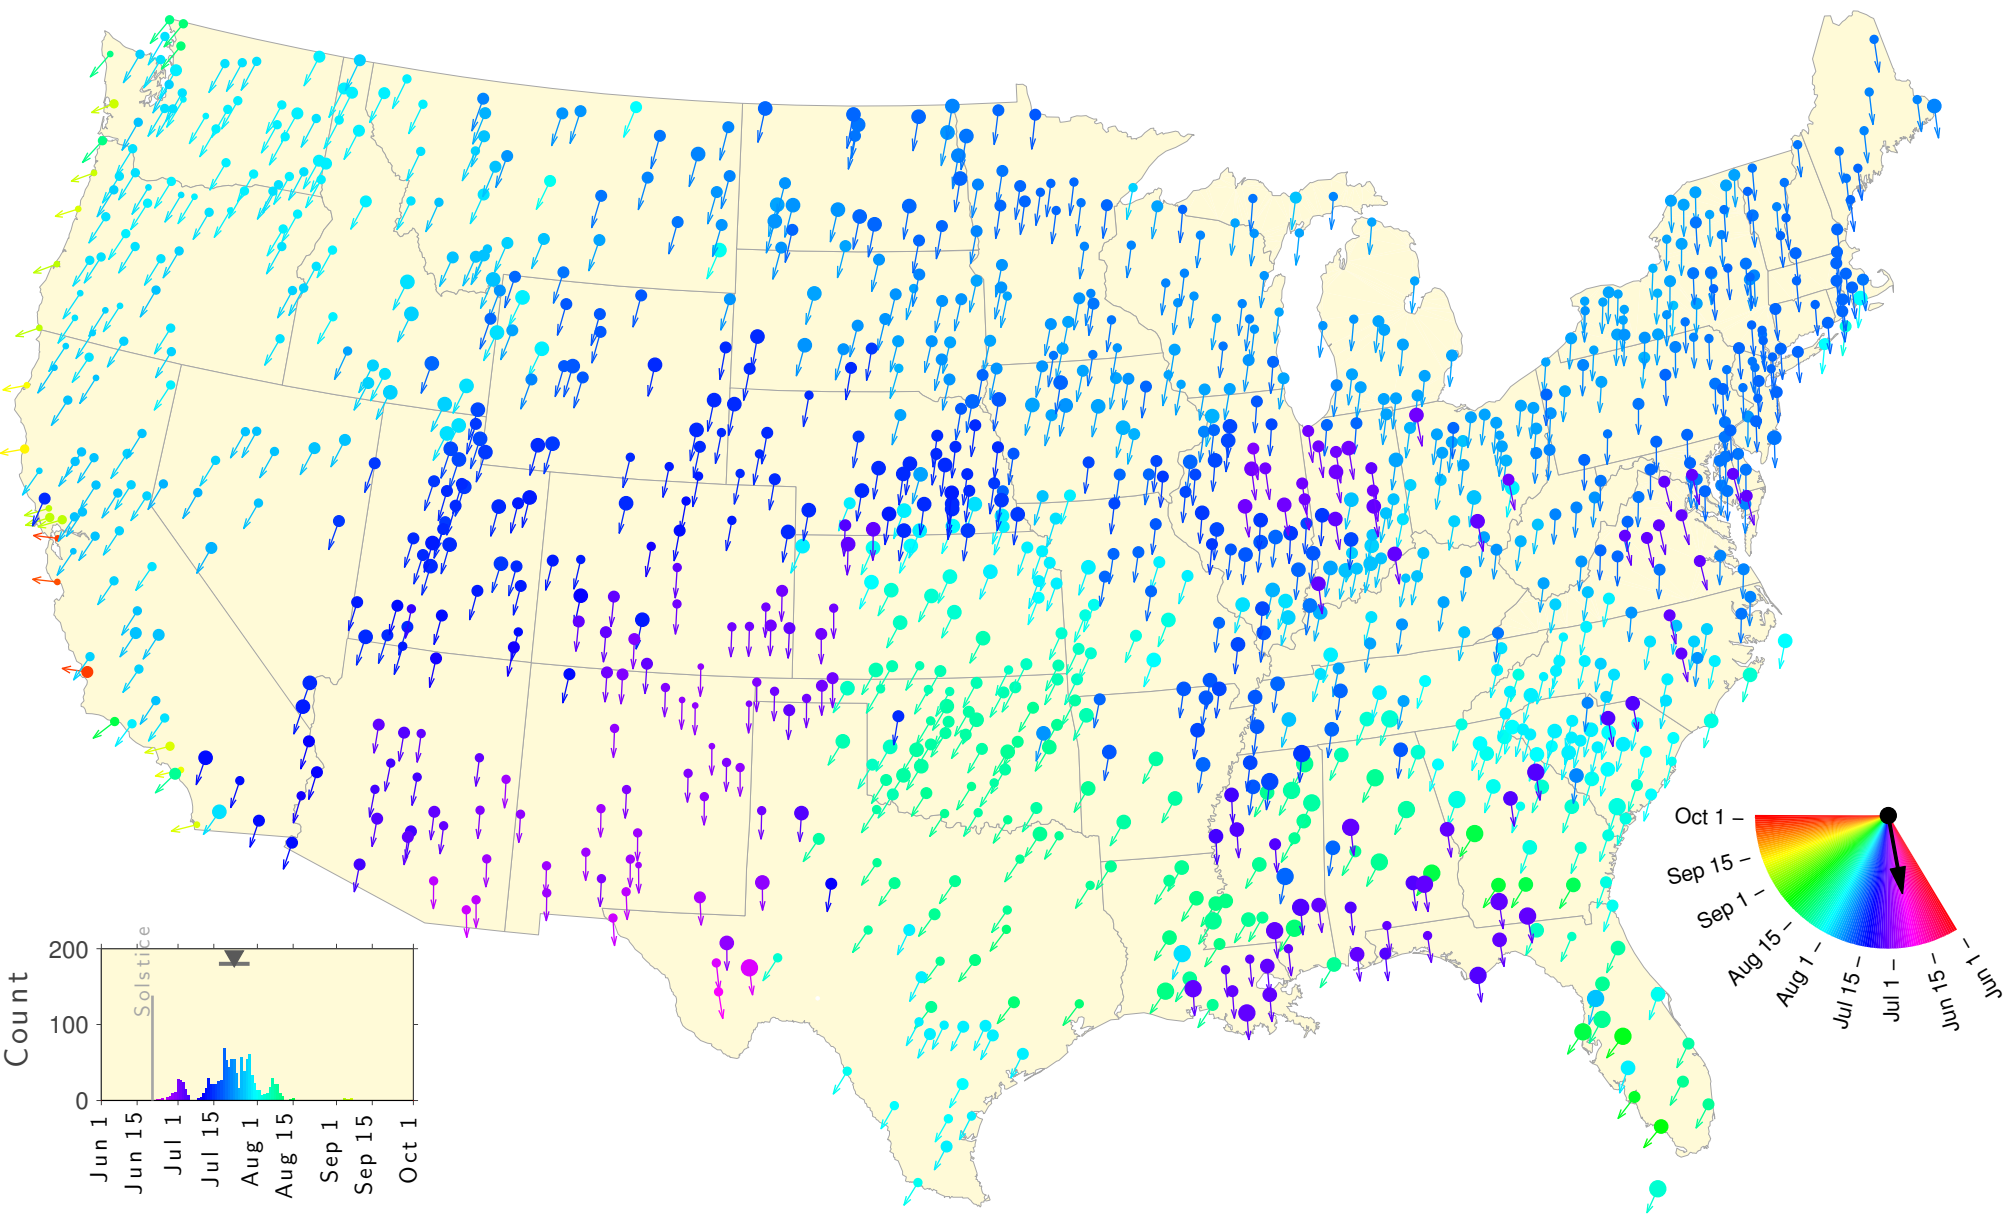 Oct 1 –
Sep 15 –
Sep 1 –
Aug 15 –
Aug 1 –
Jul 15 –
Jul 1 –
Jun 15 –
Jun 1 –
Count
200
100
0
Solstice
Jun 1
Jun 15
Jul 1
Jul 15
Aug 1
Aug 15
Sep 1
Sep 15
Oct 1